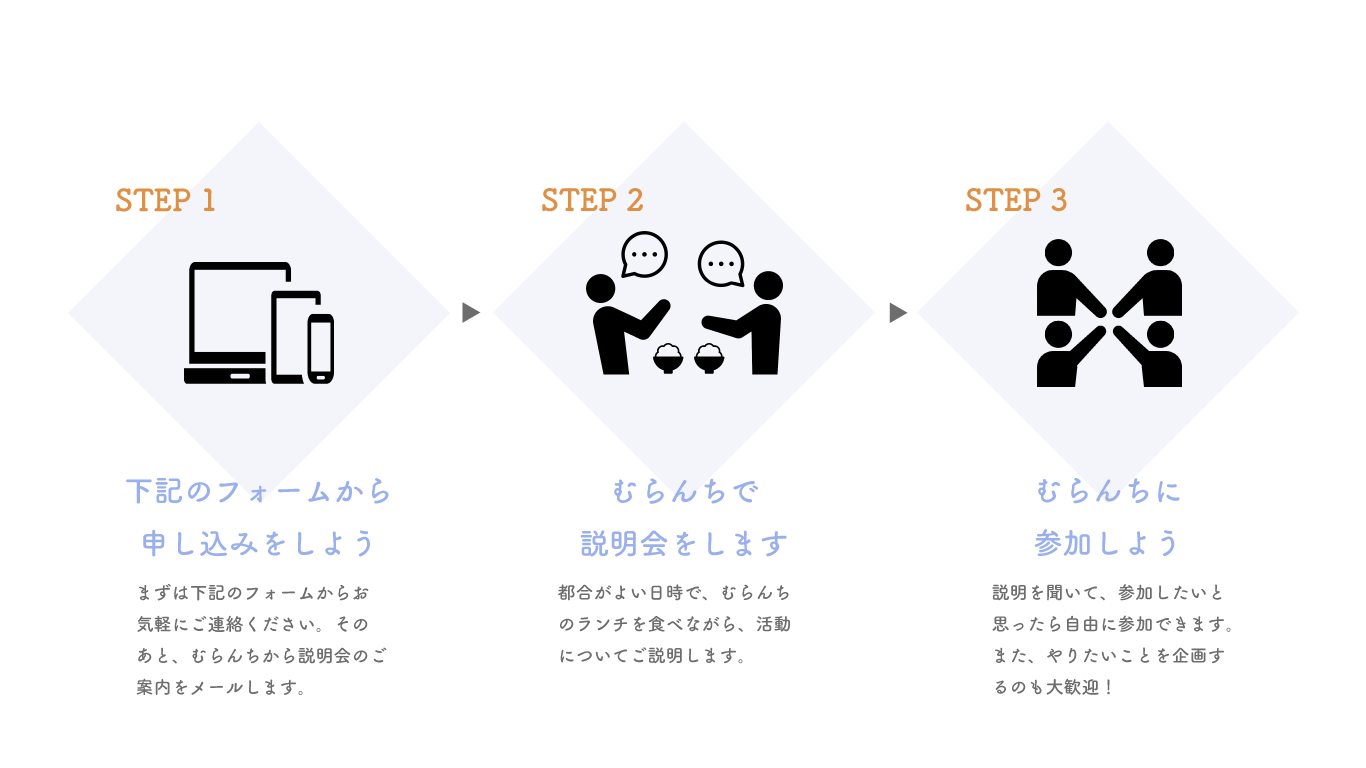 STEP 1
下記のフォームから
申し込みをしよう
まずは下記のフォームからお
気軽にご連絡ください。その
あと、むらんちから説明会のご
案内をメールします。
STEP 2
むらんちで
説明会をします
都合がよい日時で、むらんち
のランチを食べながら、活動
についてご説明します。
STEP 3
むらんちに
参加しよう
説明を聞いて、参加したいと
思ったら自由に参加できます。
また、やりたいことを企画す
るのも大歓迎！